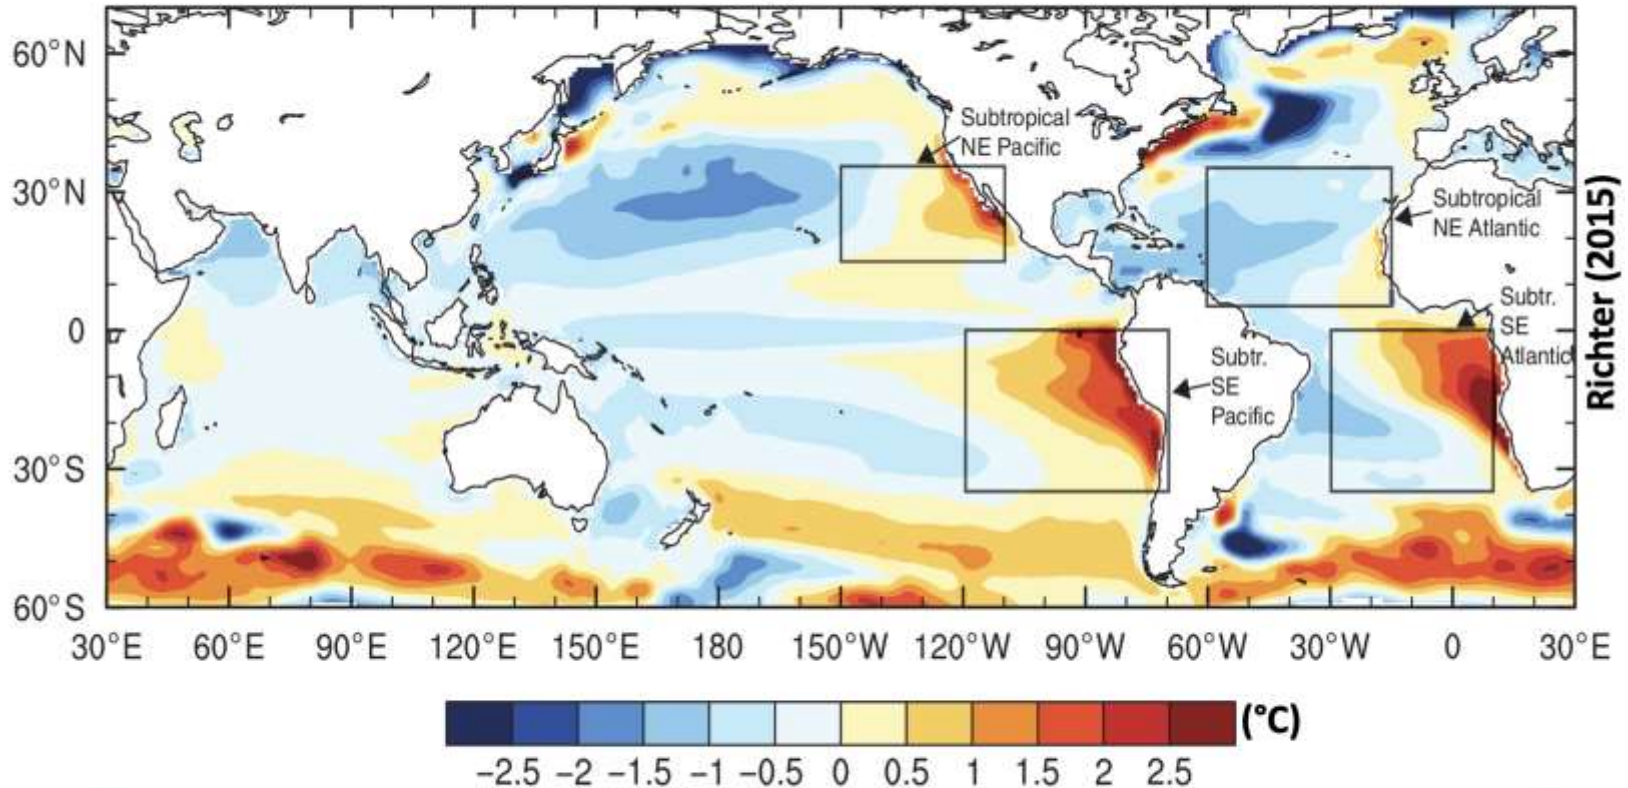 60°N
30°N
0
30°S
60°S
Subtropical
NE Pacific
Subtropical
NE Atlantic
Subtr.
SE
Atlantic
Subtr.
SE
Pacific
Richter (2015)
30°E 60°E 90°E 120°E 150°E 180 150°W 120°W 90°W 60°W 30°W 0 30°E
(°C)
−2.5 −2 −1.5 −1 −0.5 0 0.5 1 1.5 2 2.5